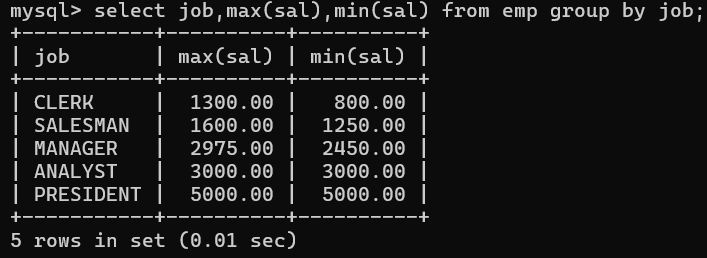 mysql> select job,max(sal),min(sal) from emp group by job;
+-----------+----------+----------+
| job       | max(sal) | min(sal) |
+-----------+----------+----------+
| CLERK     |  1300.00 |   800.00 |
| SALESMAN  |  1600.00 |  1250.00 |
| MANAGER   |  2975.00 |  2450.00 |
| ANALYST   |  3000.00 |  3000.00 |
| PRESIDENT |  5000.00 |  5000.00 |
+-----------+----------+----------+
5 rows in set (0.01 sec)